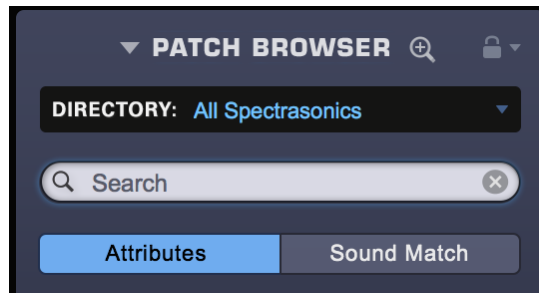 PATCH BROWSER
DIRECTORY: All Spectrasonics
Search
Attributes Sound Match